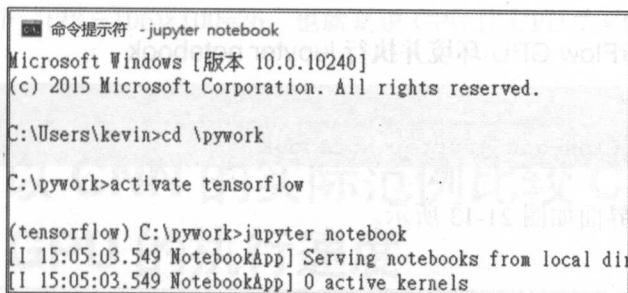 命令提示符 - jupyter notebook
Microsoft Windows [版本 10.0.10240]
(c) 2015 Microsoft Corporation. All rights reserved.
C:\Users\kevin>cd \pywork
C:\pywork>activate tensorflow
(tensorflow) C:\pywork>jupyter notebook
[I 15:05:03.549 NotebookApp] Serving notebooks from local dir
[I 15:05:03.549 NotebookApp] 0 active kernels